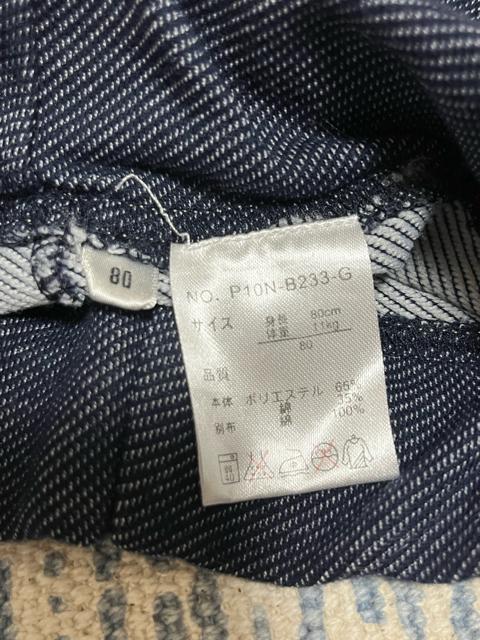 80
NO. P10N-B233-G
サイズ 身長 80cm
体重 11kg
80
品質
本体 ポリエステル 65%
綿 35%
別布 綿 100%
40